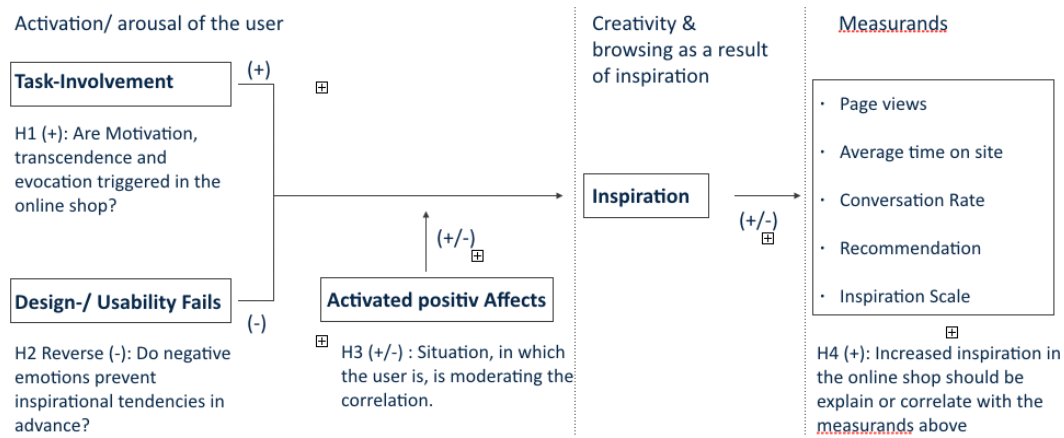 Activation/ arousal of the user
Task-Involvement
(+)
H1 (+): Are Motivation,
transcendence and
evocation triggered in the
online shop?
Design-/ Usability Fails
(-)
H2 Reverse (-): Do negative
emotions prevent
inspirational tendencies in
advance?
(+/-)
Activated positiv Affects
H3 (+/-) : Situation, in which
the user is, is moderating the
correlation.
Creativity &
browsing as a result
of inspiration
Inspiration
(+/-)
Measurands
· Page views
· Average time on site
· Conversation Rate
· Recommendation
· Inspiration Scale
H4 (+): Increased inspiration in
the online shop should be
explain or correlate with the
measurands above